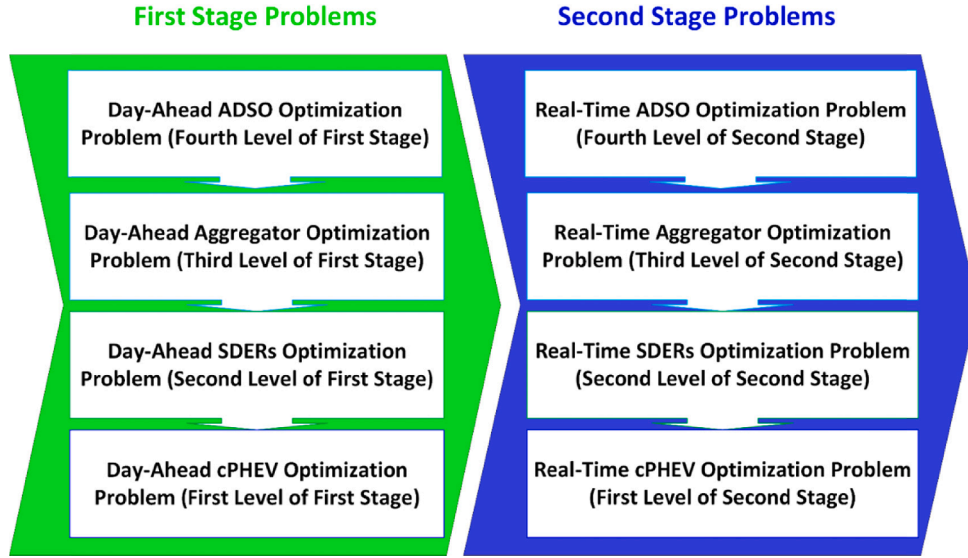 First Stage Problems
Day-Ahead ADSO Optimization
Problem (Fourth Level of First Stage)
Day-Ahead Aggregator Optimization
Problem (Third Level of First Stage)
Day-Ahead SDERs Optimization
Problem (Second Level of First Stage)
Day-Ahead cPHEV Optimization
Problem (First Level of First Stage)
Second Stage Problems
Real-Time ADSO Optimization Problem
(Fourth Level of Second Stage)
Real-Time Aggregator Optimization
Problem (Third Level of Second Stage)
Real-Time SDERs Optimization Problem
(Second Level of Second Stage)
Real-Time cPHEV Optimization Problem
(First Level of Second Stage)